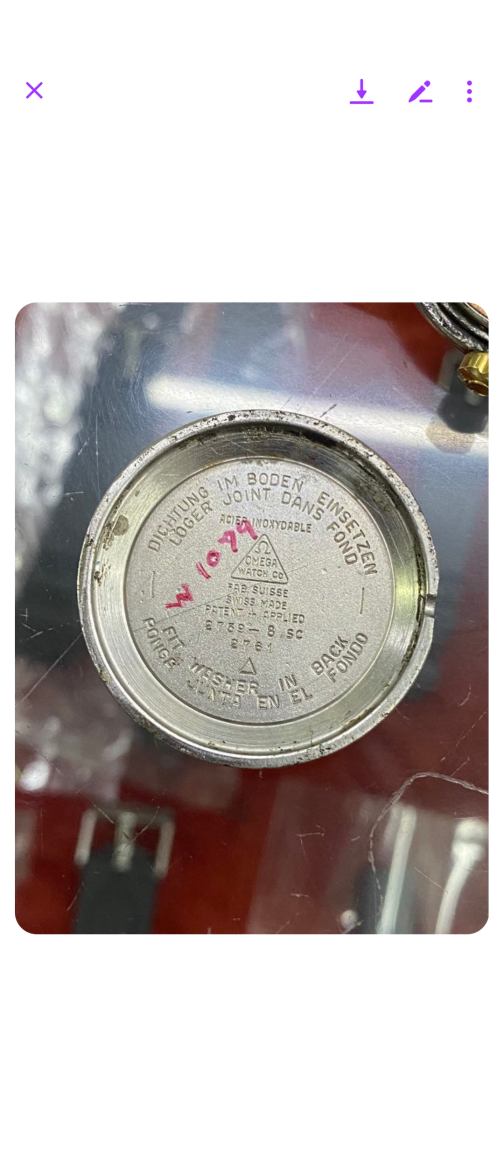 DICHTUNG IM BODEN EINSETZEN
LOGER JOINT DANS FOND
ACIER INOXYDABLE
Ω
OMEGA
WATCH CO
FAB. SUISSE
SWISS MADE
PATENT + APPLIED
2759 – 8 SC
2761
FIT WASHER IN BACK
PONGA JUNTA EN EL FONDO
W 1079